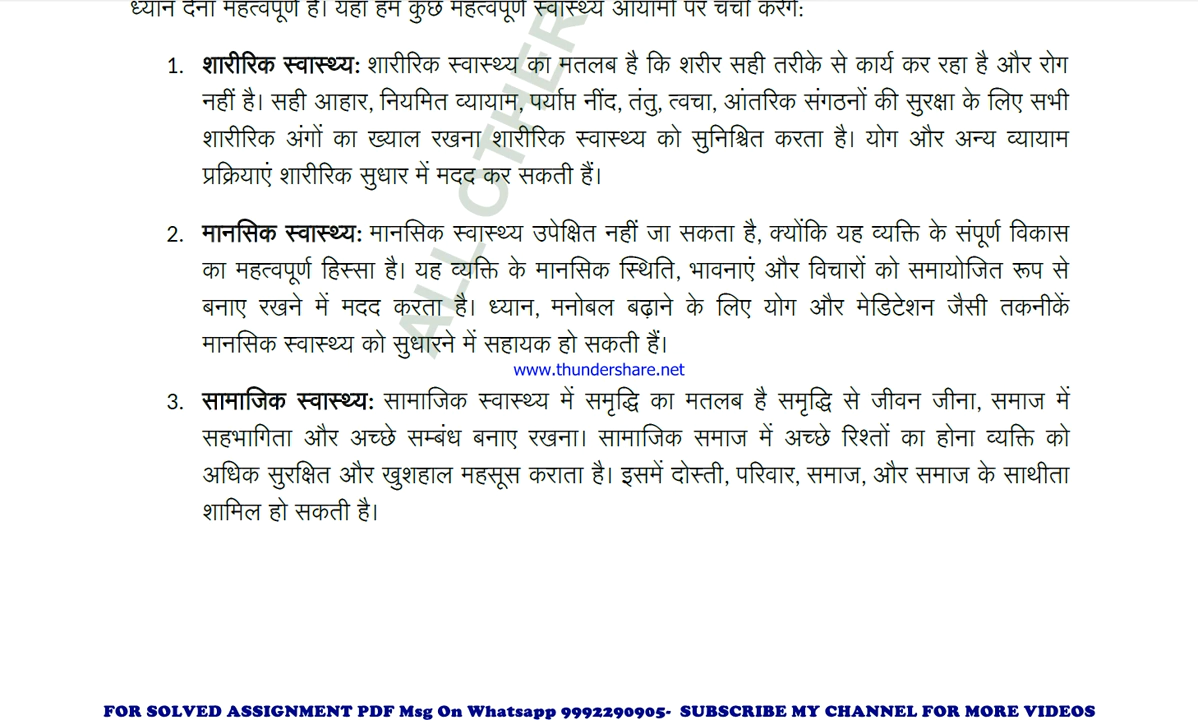 ध्यान देना महत्वपूर्ण है। यहां हम कुछ महत्वपूर्ण स्वास्थ्य आयामों पर चर्चा करेंगे:
1. शारीरिक स्वास्थ्य: शारीरिक स्वास्थ्य का मतलब है कि शरीर सही तरीके से कार्य कर रहा है और रोग
नहीं है। सही आहार, नियमित व्यायाम, पर्याप्त नींद, तंतु, त्वचा, आंतरिक संगठनों की सुरक्षा के लिए सभी
शारीरिक अंगों का ख्याल रखना शारीरिक स्वास्थ्य को सुनिश्चित करता है। योग और अन्य व्यायाम
प्रक्रियाएं शारीरिक सुधार में मदद कर सकती हैं।
2. मानसिक स्वास्थ्य: मानसिक स्वास्थ्य उपेक्षित नहीं जा सकता है, क्योंकि यह व्यक्ति के संपूर्ण विकास
का महत्वपूर्ण हिस्सा है। यह व्यक्ति के मानसिक स्थिति, भावनाएं और विचारों को समायोजित रूप से
बनाए रखने में मदद करता है। ध्यान, मनोबल बढ़ाने के लिए योग और मेडिटेशन जैसी तकनीकें
मानसिक स्वास्थ्य को सुधारने में सहायक हो सकती हैं।
www.thundershare.net
3. सामाजिक स्वास्थ्य: सामाजिक स्वास्थ्य में समृद्धि का मतलब है समृद्धि से जीवन जीना, समाज में
सहभागिता और अच्छे सम्बंध बनाए रखना। सामाजिक समाज में अच्छे रिश्तों का होना व्यक्ति को
अधिक सुरक्षित और खुशहाल महसूस कराता है। इसमें दोस्ती, परिवार, समाज, और समाज के साथीता
शामिल हो सकती है।
ALL OTHER
FOR SOLVED ASSIGNMENT PDF Msg On Whatsapp 9992290905- SUBSCRIBE MY CHANNEL FOR MORE VIDEOS